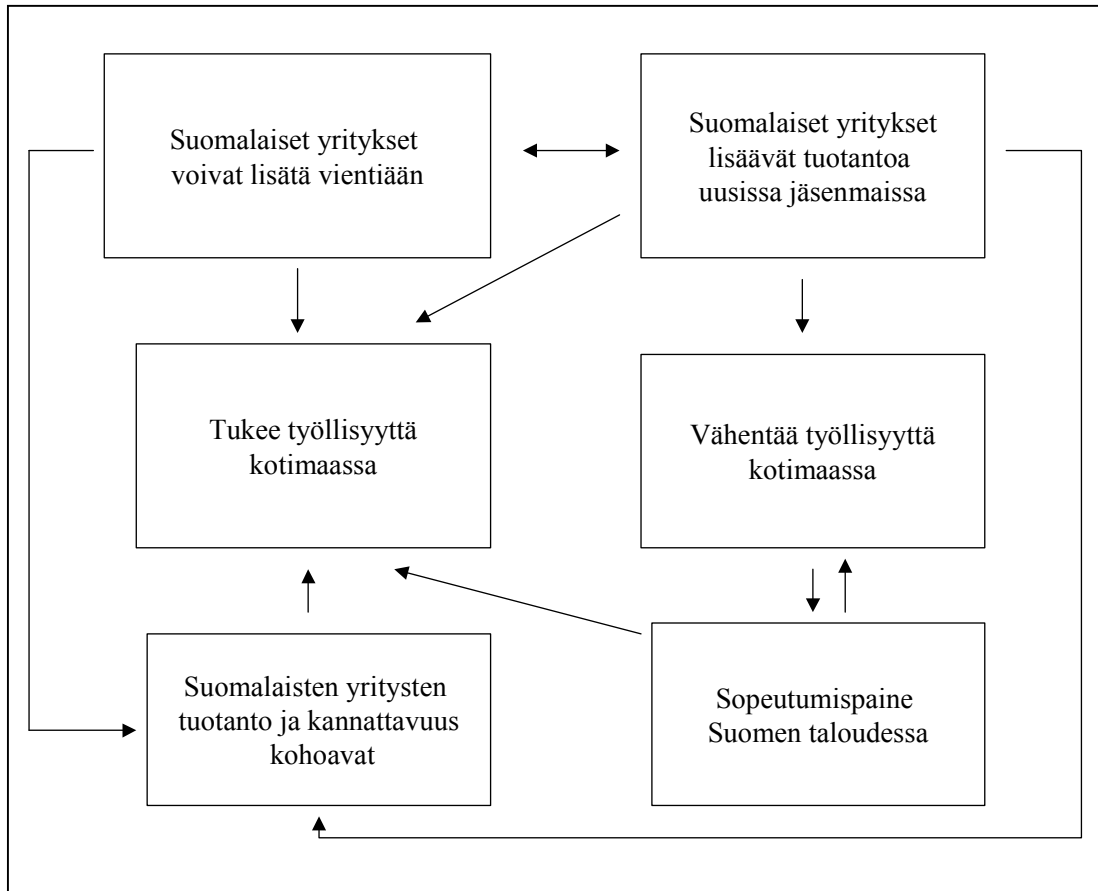 Suomalaiset yritykset
voivat lisätä vientiään
Suomalaiset yritykset
lisäävät tuotantoa
uusissa jäsenmaissa
Tukee työllisyyttä
kotimaassa
Vähentää työllisyyttä
kotimaassa
Suomalaisten yritysten
tuotanto ja kannattavuus
kohoavat
Sopeutumispaine
Suomen taloudessa